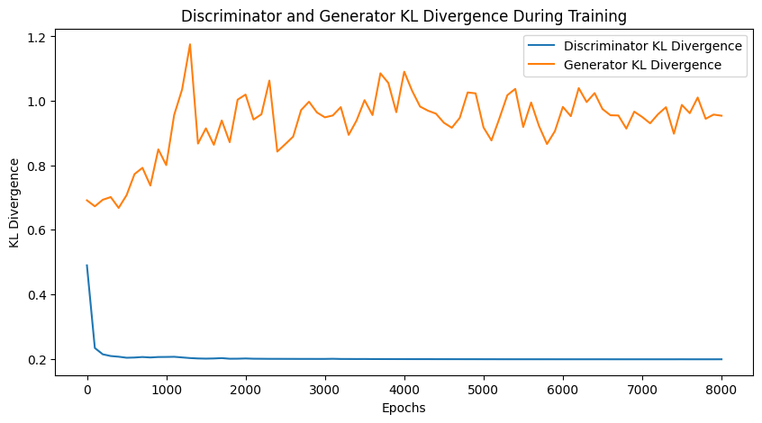 Discriminator and Generator KL Divergence During Training
Discriminator KL Divergence
Generator KL Divergence
KL Divergence
1.2
1.0
0.8
0.6
0.4
0.2
0 1000 2000 3000 4000 5000 6000 7000 8000
Epochs